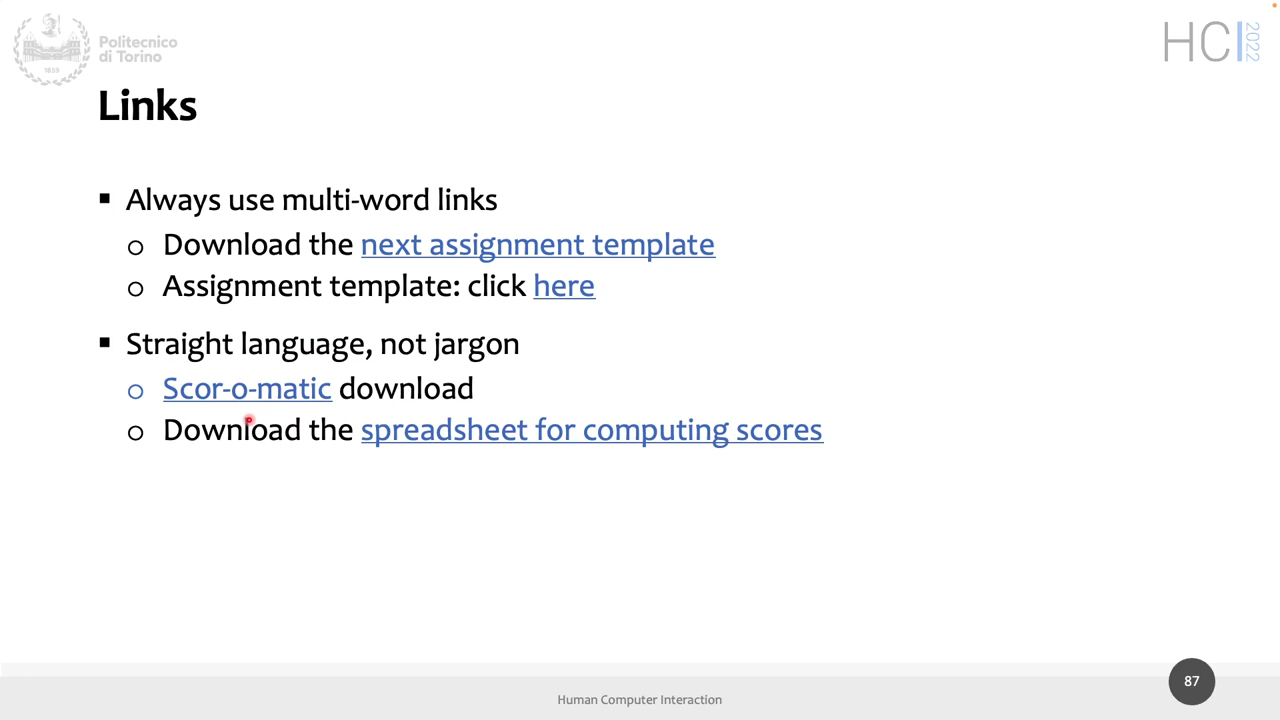 Politecnico
di Torino
1859
HCI 2022
Links
▪ Always use multi-word links
o Download the next assignment template
o Assignment template: click here
▪ Straight language, not jargon
o Scor-o-matic download
o Download the spreadsheet for computing scores
Human Computer Interaction
87